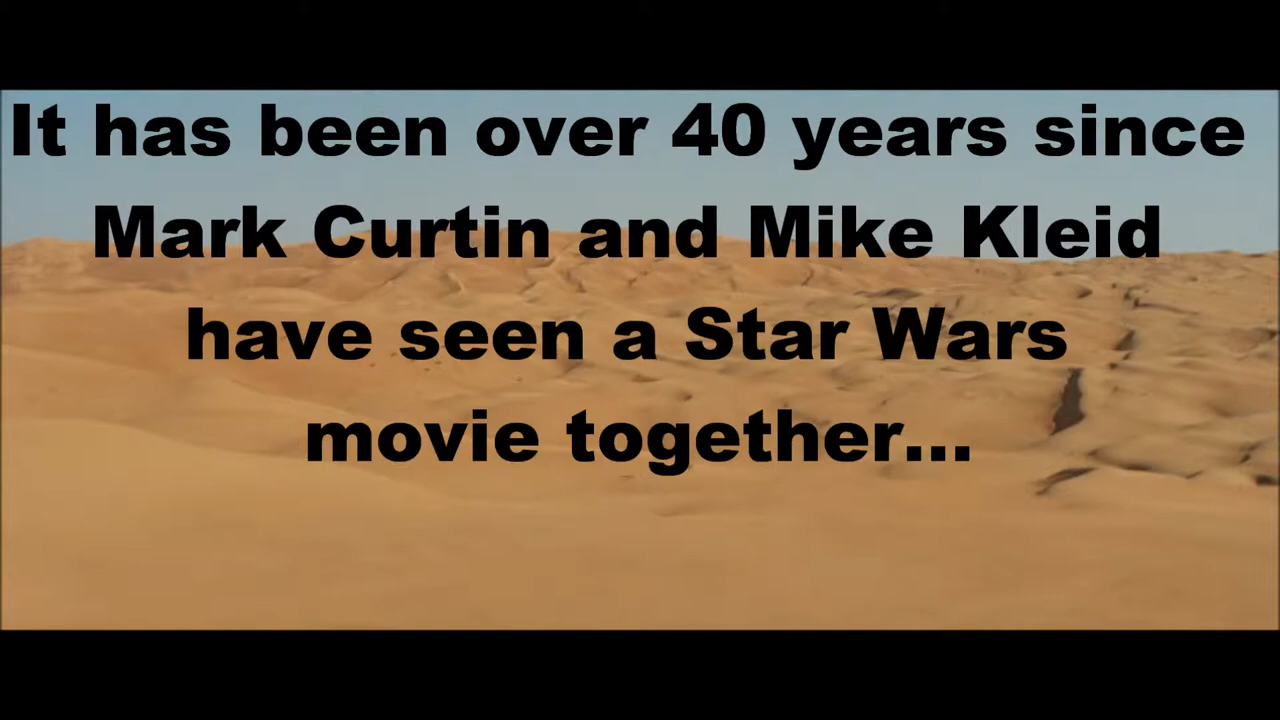 It has been over 40 years since
Mark Curtin and Mike Kleid
have seen a Star Wars
movie together...